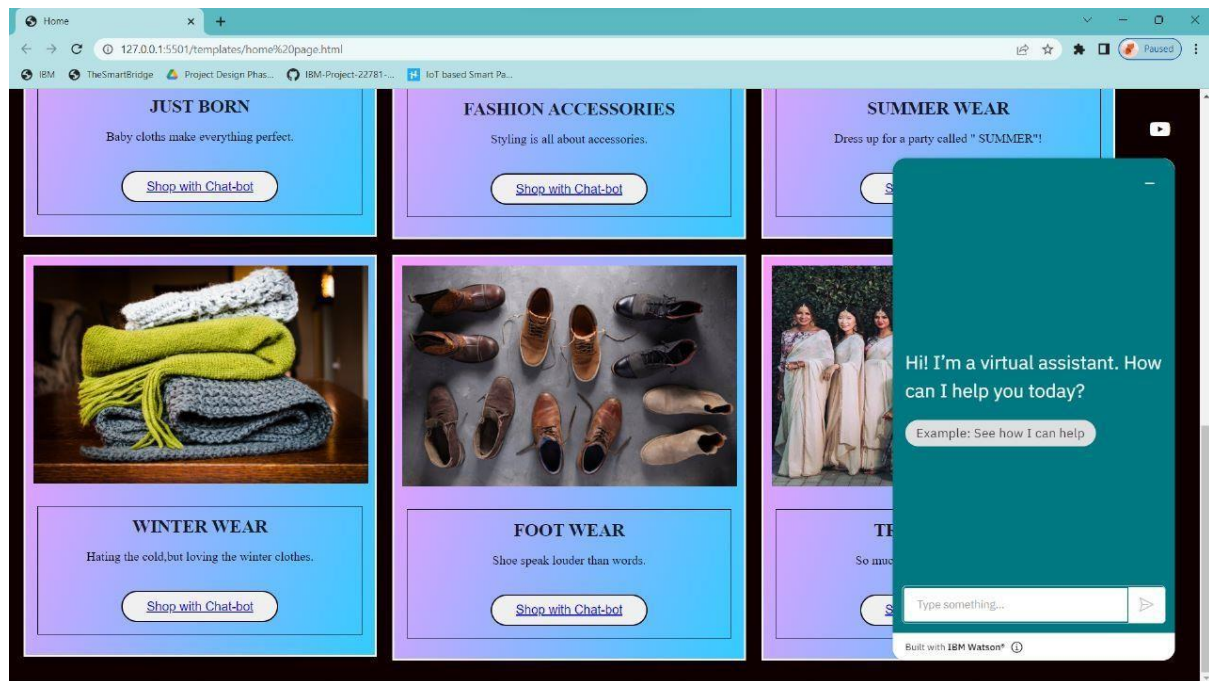 Home
127.0.0.1:5501/templates/home%20page.html
Paused
IBM
TheSmartBridge
Project Design Phas...
IBM-Project-22781-...
IoT based Smart Pa...
JUST BORN
Baby cloths make everything perfect.
Shop with Chat-bot
FASHION ACCESSORIES
Styling is all about accessories.
Shop with Chat-bot
SUMMER WEAR
Dress up for a party called " SUMMER"!
S
WINTER WEAR
Hating the cold,but loving the winter clothes.
Shop with Chat-bot
FOOT WEAR
Shoe speak louder than words.
Shop with Chat-bot
So muc
S
Hi! I'm a virtual assistant. How
can I help you today?
Example: See how I can help
Type something...
Built with IBM Watson®